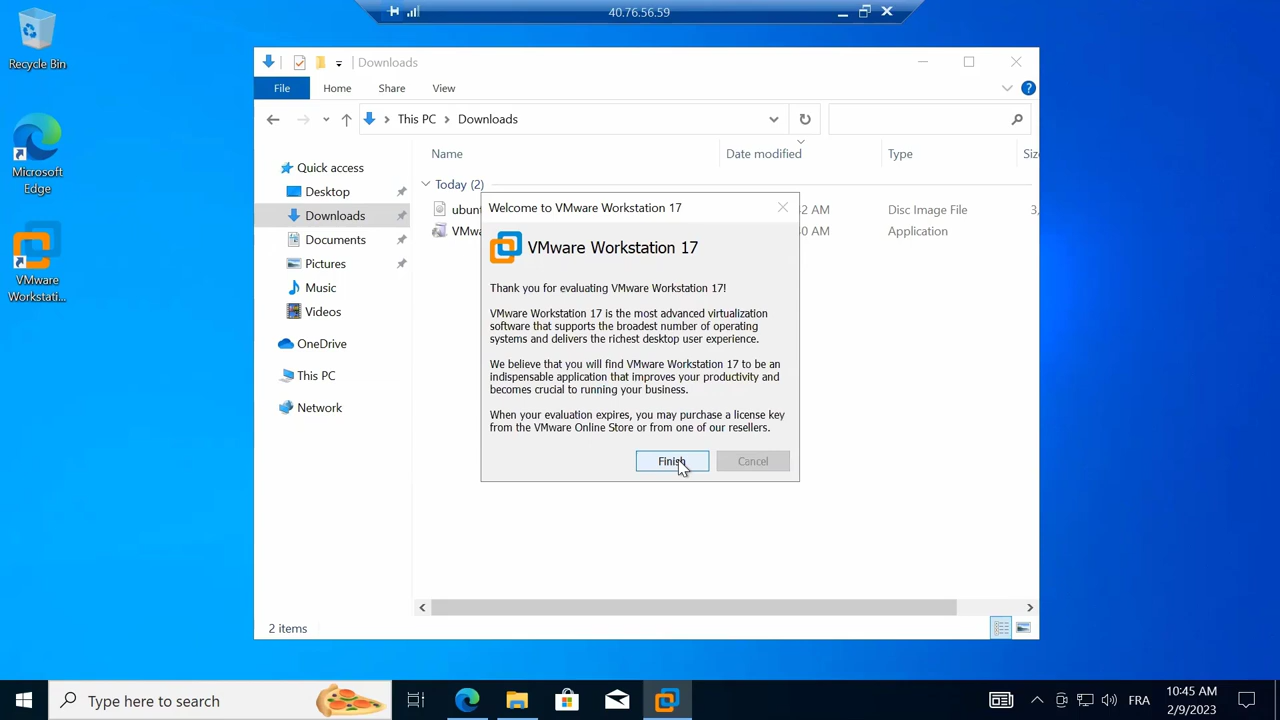 40.76.56.59
Recycle Bin
Microsoft
Edge
VMware
Workstati...
Downloads
File Home Share View
This PC Downloads
Name Date modified Type
Today (2)
Disc Image File
Application
Quick access
Desktop
Downloads
Documents
Pictures
Music
Videos
OneDrive
This PC
Network
Welcome to VMware Workstation 17
VMware Workstation 17
Thank you for evaluating VMware Workstation 17!
VMware Workstation 17 is the most advanced virtualization
software that supports the broadest number of operating
systems and delivers the richest desktop user experience.
We believe that you will find VMware Workstation 17 to be an
indispensable application that improves your productivity and
becomes crucial to running your business.
When your evaluation expires, you may purchase a license key
from the VMware Online Store or from one of our resellers.
Finish Cancel
2 items
Type here to search
FRA
10:45 AM
2/9/2023